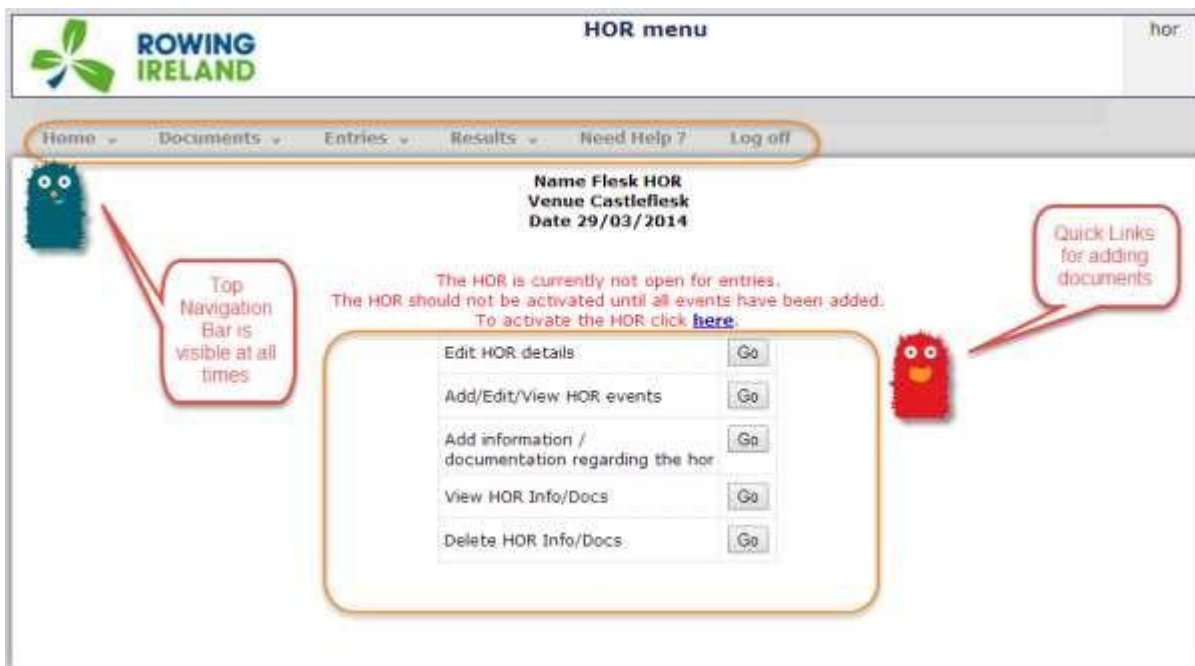 ROWING
IRELAND
HOR menu
hor
Home
Documents
Entries
Results
Need Help ?
Log off
Name Flesk HOR
Venue Castleflesk
Date 29/03/2014
Quick Links
for adding
documents
Top
Navigation
Bar is
visible at all
times
The HOR is currently not open for entries.
The HOR should not be activated until all events have been added.
To activate the HOR click here.
Edit HOR details Go
Add/Edit/View HOR events Go
Add information / Go
documentation regarding the hor
View HOR Info/Docs Go
Delete HOR Info/Docs Go